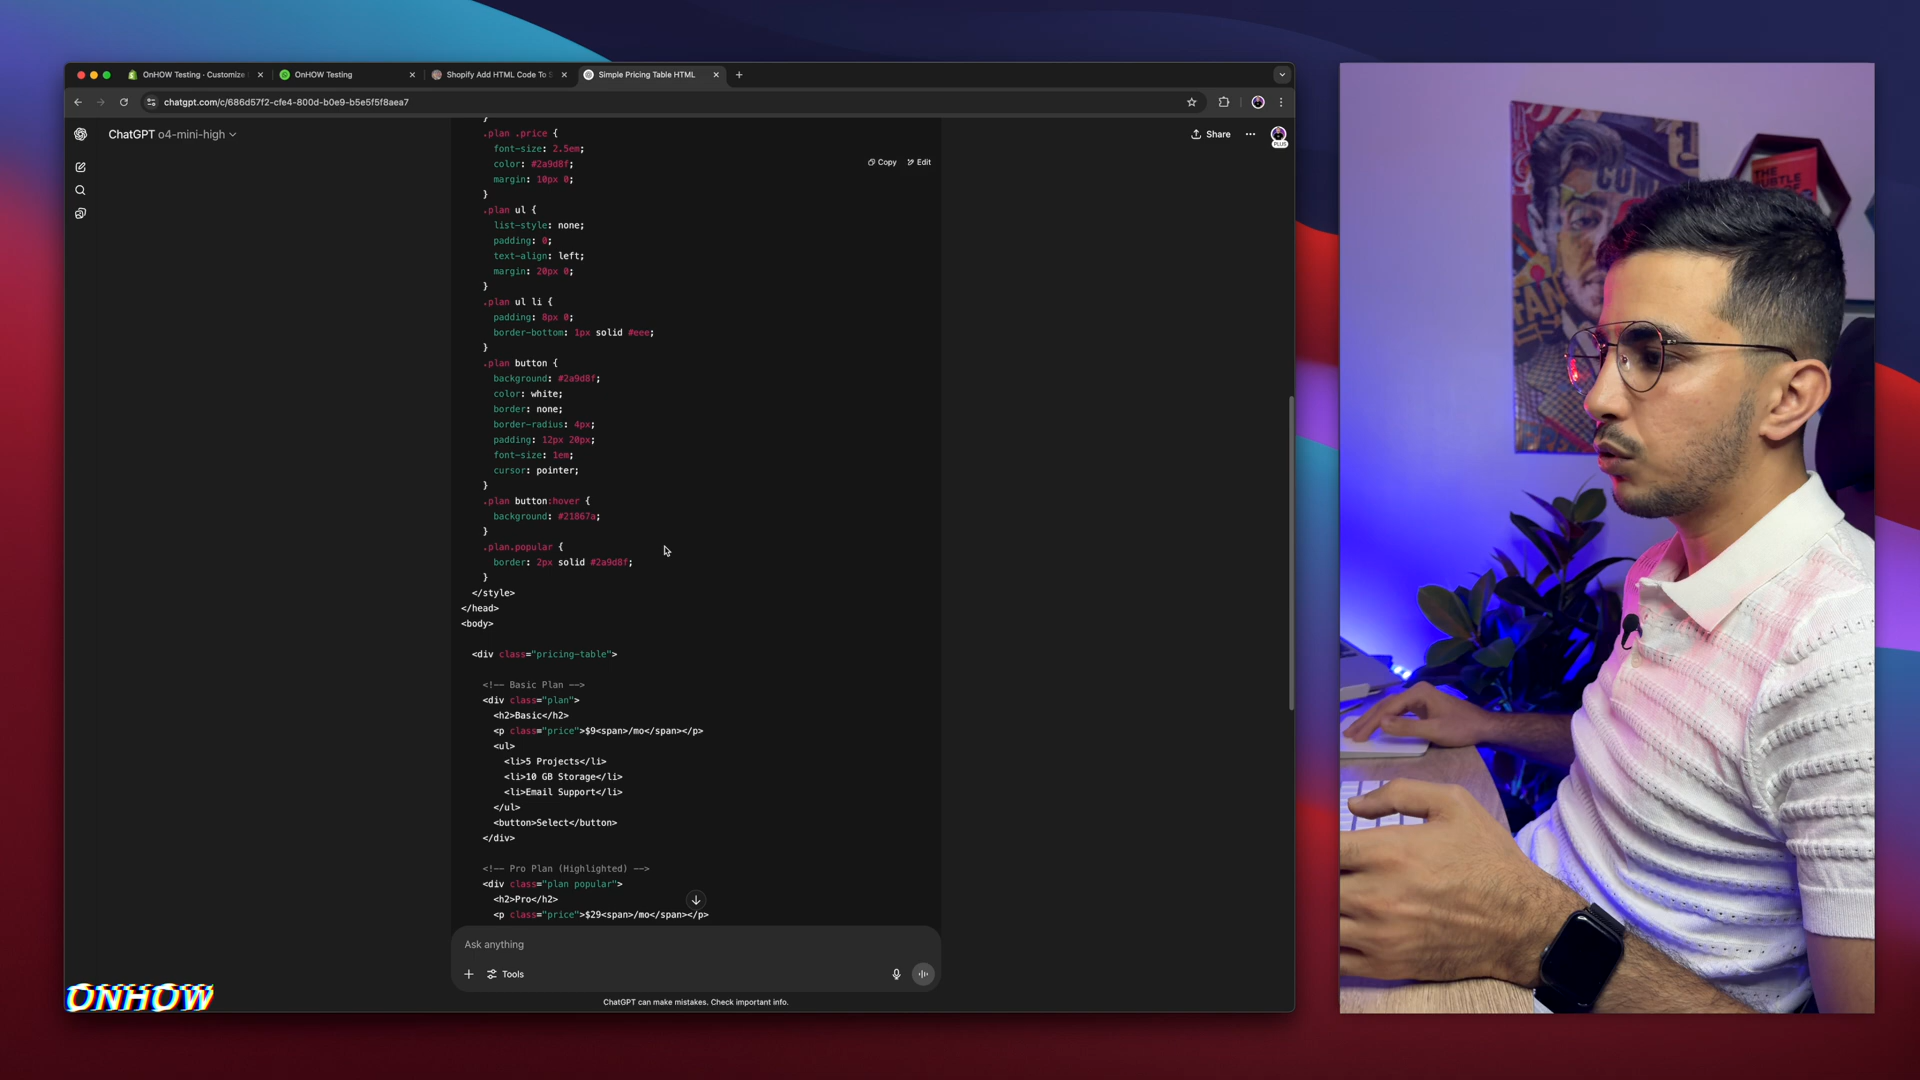 OnHOW Testing · Customize
OnHOW Testing
Shopify Add HTML Code To S
Simple Pricing Table HTML
chatgpt.com/c/686d57f2-cfe4-800d-b0e9-b5e5f5f8aea7
ChatGPT o4-mini-high
Share
PLUS
Copy
Edit
}
.plan .price {
font-size: 2.5em;
color: #2a9d8f;
margin: 10px 0;
}
.plan ul {
list-style: none;
padding: 0;
text-align: left;
margin: 20px 0;
}
.plan ul li {
padding: 8px 0;
border-bottom: 1px solid #eee;
}
.plan button {
background: #2a9d8f;
color: white;
border: none;
border-radius: 4px;
padding: 12px 20px;
font-size: 1em;
cursor: pointer;
}
.plan button:hover {
background: #21867a;
}
.plan.popular {
border: 2px solid #2a9d8f;
}
</style>
</head>
<body>
<div class="pricing-table">
<!-- Basic Plan -->
<div class="plan">
<h2>Basic</h2>
<p class="price">$9<span>/mo</span></p>
<ul>
<li>5 Projects</li>
<li>10 GB Storage</li>
<li>Email Support</li>
</ul>
<button>Select</button>
</div>
<!-- Pro Plan (Highlighted) -->
<div class="plan popular">
<h2>Pro</h2>
<p class="price">$29<span>/mo</span></p>
Ask anything
Tools
ChatGPT can make mistakes. Check important info.
ONHOW
THE